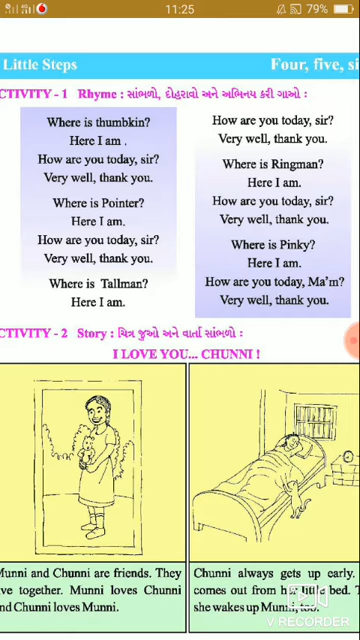 4G
11:25
79%
Little Steps
Four, five, si
CTIVITY - 1 Rhyme : સાંભળો, દોહરાવો અને અભિનય કરી ગાઓ :
Where is thumbkin?
Here I am .
How are you today, sir?
Very well, thank you.
Where is Pointer?
Here I am.
How are you today, sir?
Very well, thank you.
Where is Tallman?
Here I am.
How are you today, sir?
Very well, thank you.
Where is Ringman?
Here I am.
How are you today, sir?
Very well, thank you.
Where is Pinky?
Here I am.
How are you today, Ma'm?
Very well, thank you.
CTIVITY - 2 Story : ચિત્ર જુઓ અને વાર્તા સાંભળો :
I LOVE YOU... CHUNNI !
Munni and Chunni are friends. They
ive together. Munni loves Chunni
nd Chunni loves Munni.
Chunni always gets up early.
comes out from his little bed. T
she wakes up Munni, too.
V RECORDER